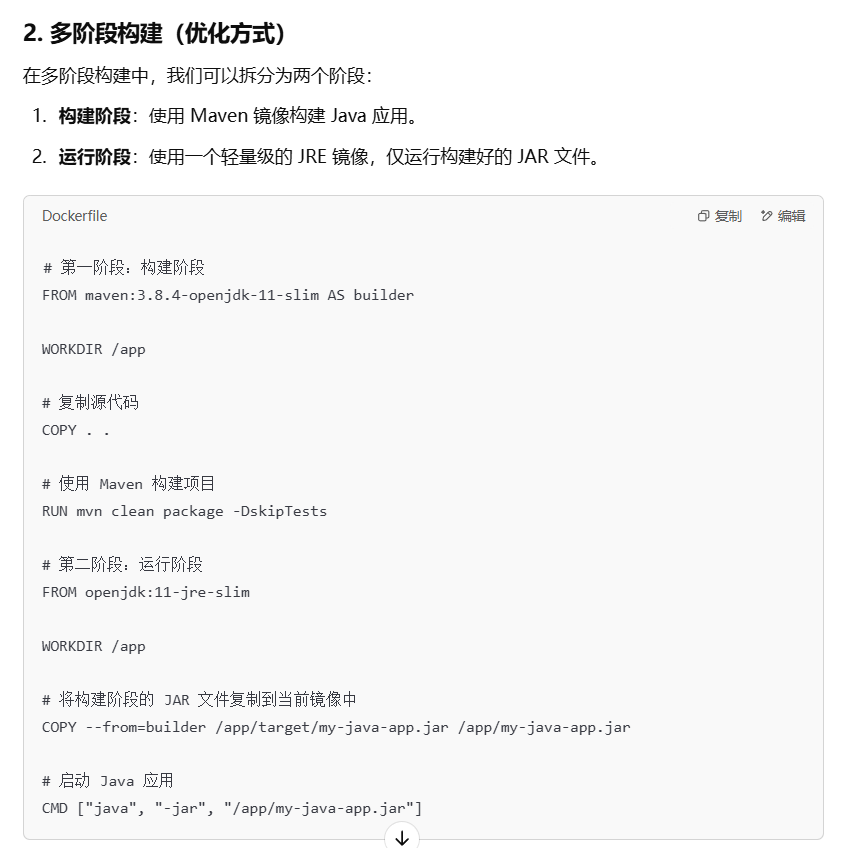 2. 多阶段构建（优化方式）
在多阶段构建中，我们可以拆分为两个阶段：
1. 构建阶段：使用 Maven 镜像构建 Java 应用。
2. 运行阶段：使用一个轻量级的 JRE 镜像，仅运行构建好的 JAR 文件。
Dockerfile 复制 编辑
# 第一阶段：构建阶段
FROM maven:3.8.4-openjdk-11-slim AS builder
WORKDIR /app
# 复制源代码
COPY . .
# 使用 Maven 构建项目
RUN mvn clean package -DskipTests
# 第二阶段：运行阶段
FROM openjdk:11-jre-slim
WORKDIR /app
# 将构建阶段的 JAR 文件复制到当前镜像中
COPY --from=builder /app/target/my-java-app.jar /app/my-java-app.jar
# 启动 Java 应用
CMD ["java", "-jar", "/app/my-java-app.jar"]